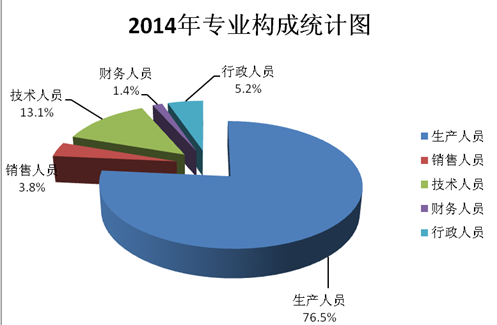 2014年专业构成统计图
财务人员
1.4%
行政人员
5.2%
技术人员
13.1%
销售人员
3.8%
生产人员
76.5%
生产人员
销售人员
技术人员
财务人员
行政人员